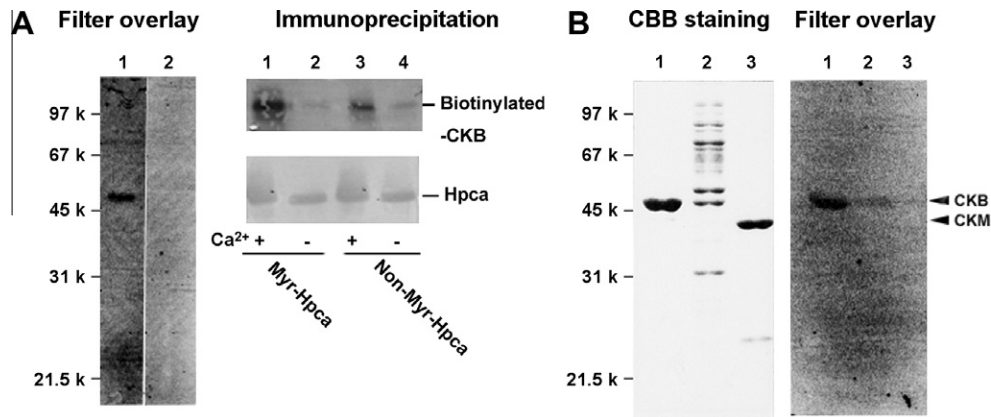 A Filter overlay
1 2
97 k
67 k
45 k
31 k
21.5 k
Immunoprecipitation
1 2 3 4
Biotinylated
-CKB
Hpca
Ca2+ + - + -
Myr-Hpca
Non-Myr-Hpca
B CBB staining
1 2 3
97 k
67 k
45 k
31 k
21.5 k
Filter overlay
1 2 3
CKB
CKM